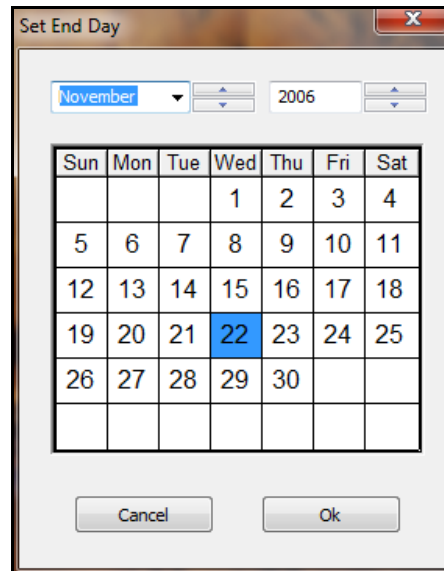 Set End Day
November 2006
Sun Mon Tue Wed Thu Fri Sat
1 2 3 4
5 6 7 8 9 10 11
12 13 14 15 16 17 18
19 20 21 22 23 24 25
26 27 28 29 30
Cancel Ok